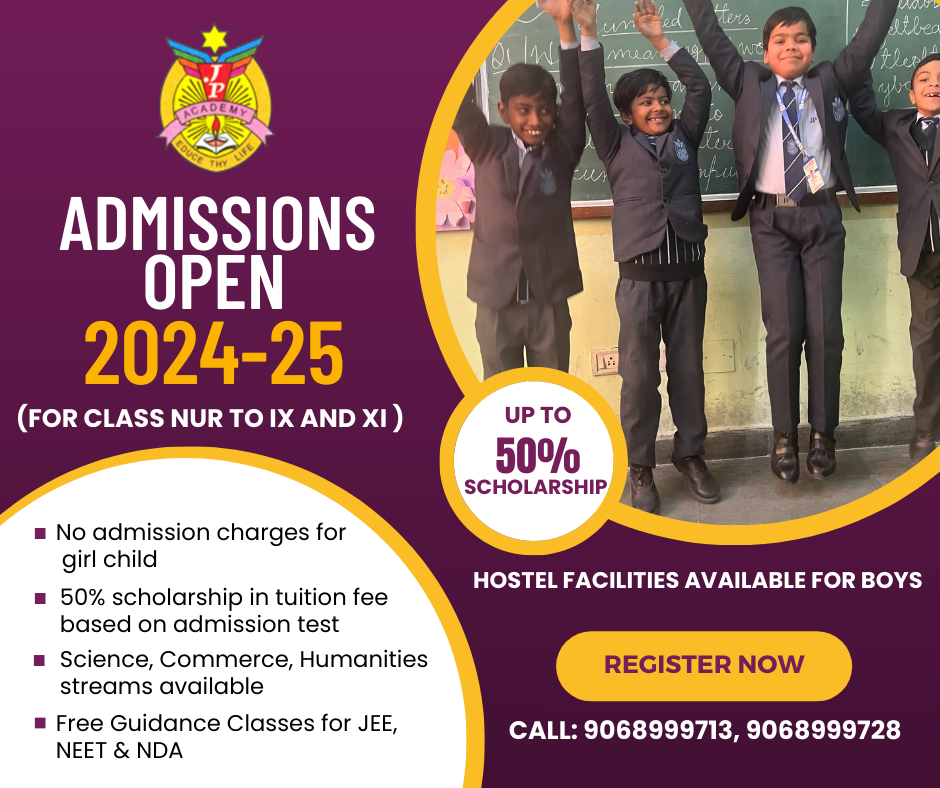 JP
ACADEMY
EDUCE THY LIFE
ADMISSIONS
OPEN
2024-25
(FOR CLASS NUR TO IX AND XI )
UP TO
50%
SCHOLARSHIP
No admission charges for
girl child
50% scholarship in tuition fee
based on admission test
Science, Commerce, Humanities
streams available
Free Guidance Classes for JEE,
NEET & NDA
HOSTEL FACILITIES AVAILABLE FOR BOYS
REGISTER NOW
CALL: 9068999713, 9068999728
JP